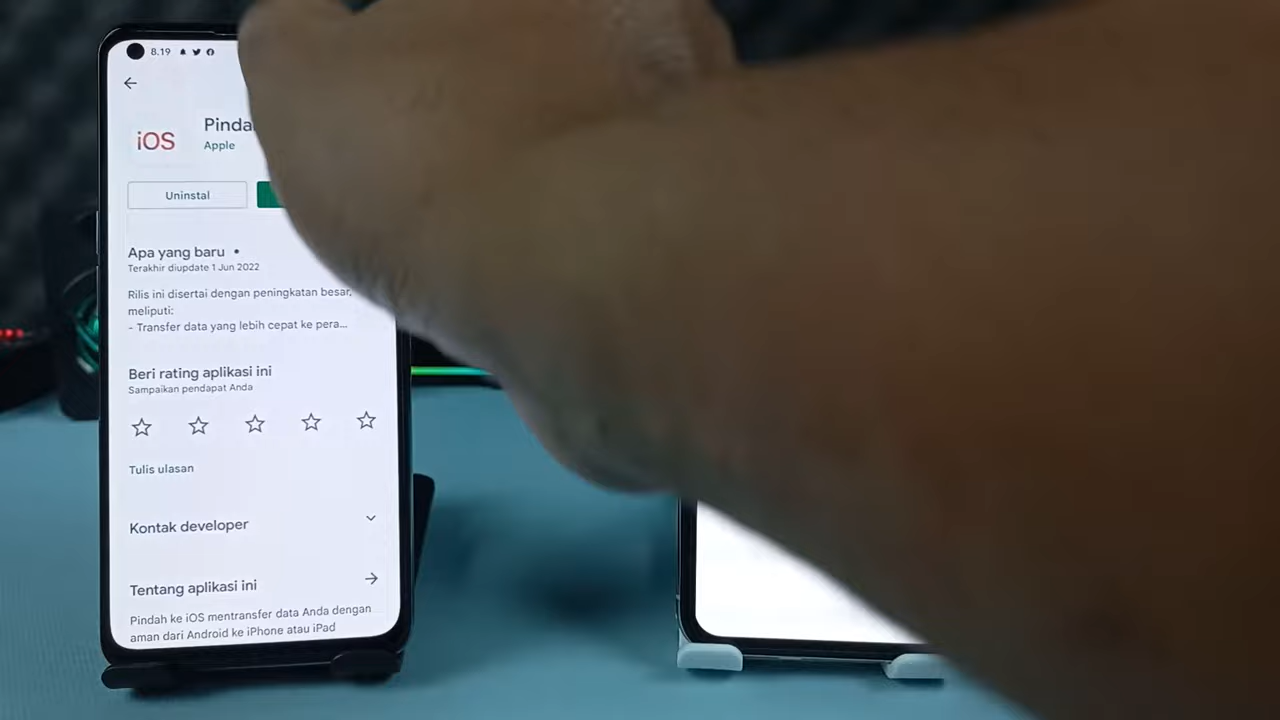 8.19
iOS
Apple
Uninstal
Apa yang baru •
Terakhir diupdate 1 Jun 2022
Rilis ini disertai dengan peningkatan besar,
meliputi:
- Transfer data yang lebih cepat ke pera...
Beri rating aplikasi ini
Sampaikan pendapat Anda
Tulis ulasan
Kontak developer
Tentang aplikasi ini
Pindah ke iOS mentransfer data Anda dengan
aman dari Android ke iPhone atau iPad